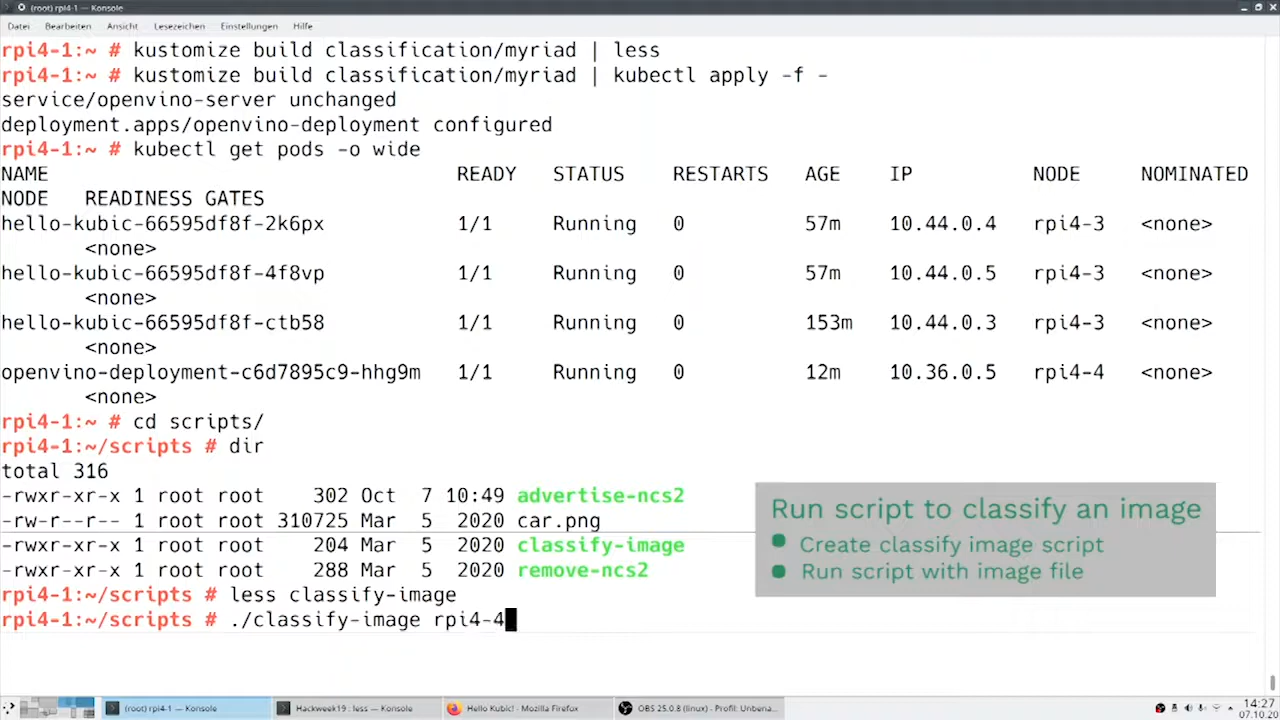 (root) rpi4-1 — Konsole
Datei Bearbeiten Ansicht Lesezeichen Einstellungen Hilfe
rpi4-1:~ # kustomize build classification/myriad | less
rpi4-1:~ # kustomize build classification/myriad | kubectl apply -f -
service/openvino-server unchanged
deployment.apps/openvino-deployment configured
rpi4-1:~ # kubectl get pods -o wide
NAME READY STATUS RESTARTS AGE IP NODE NOMINATED
NODE READINESS GATES
hello-kubic-66595df8f-2k6px 1/1 Running 0 57m 10.44.0.4 rpi4-3 <none>
<none>
hello-kubic-66595df8f-4f8vp 1/1 Running 0 57m 10.44.0.5 rpi4-3 <none>
<none>
hello-kubic-66595df8f-ctb58 1/1 Running 0 153m 10.44.0.3 rpi4-3 <none>
<none>
openvino-deployment-c6d7895c9-hhg9m 1/1 Running 0 12m 10.36.0.5 rpi4-4 <none>
<none>
rpi4-1:~ # cd scripts/
rpi4-1:~/scripts # dir
total 316
-rwxr-xr-x 1 root root 302 Oct 7 10:49 advertise-ncs2
-rw-r--r-- 1 root root 310725 Mar 5 2020 car.png
-rwxr-xr-x 1 root root 204 Mar 5 2020 classify-image
-rwxr-xr-x 1 root root 288 Mar 5 2020 remove-ncs2
rpi4-1:~/scripts # less classify-image
rpi4-1:~/scripts # ./classify-image rpi4-4
Run script to classify an image
Create classify image script
Run script with image file
(root) rpi4-1 — Konsole
Hackweek19 : less — Konsole
Hello Kubic! - Mozilla Firefox
OBS 25.0.8 (linux) - Profil: Unbena...
14:27
07.10.20